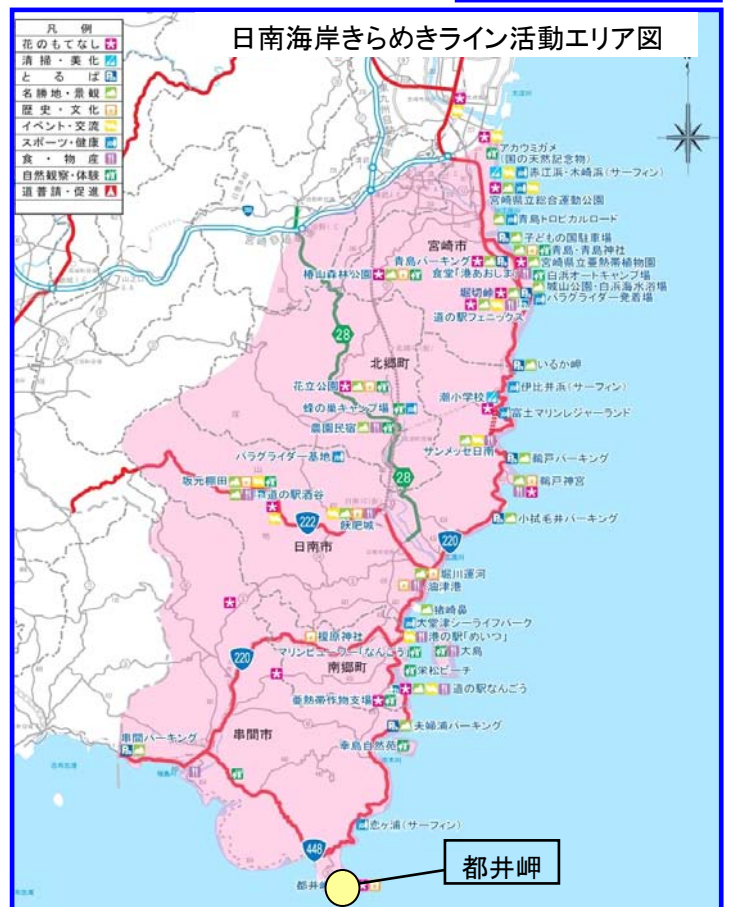 日南海岸きらめきライン活動エリア図
凡例
花のもてなし
清掃・美化
とるぱ
名勝地・景観
歴史・文化
イベント・交流
スポーツ・健康
食・物産
自然観察・体験
道普請・促進
アカウミガメ
(国の天然記念物)
赤江浜・木崎浜(サーフィン)
宮崎県立総合運動公園
青島トロピカルロード
宮崎市
子どもの国駐車場
青島・青島神社
青島パーキング
宮崎県立亜熱帯植物園
椿山森林公園
食堂「港あおしま」
白浜オートキャンプ場
城山公園・白浜海水浴場
堀切峠
パラグライダー発着場
道の駅フェニックス
28
北郷町
いるか岬
花立公園
伊比井浜(サーフィン)
潮小学校
蜂の巣キャンプ場
富土マリンレジャーランド
農園民宿
サンメッセ日南
パラグライダー基地
鵜戸パーキング
28
坂元棚田
鵜戸神宮
道の駅酒谷
飫肥城
小拭毛井パーキング
222
日南市
220
堀川運河
油津港
猪崎鼻
大堂津シーライフパーク
榎原神社
港の駅「めいつ」
マリンビューワー「なんごう」
大島
220
南郷町
栄松ビーチ
道の駅なんごう
亜熱帯作物支場
夫婦浦パーキング
串間パーキング
串間市
幸島自然苑
恋ヶ浦(サーフィン)
448
都井岬
都井岬